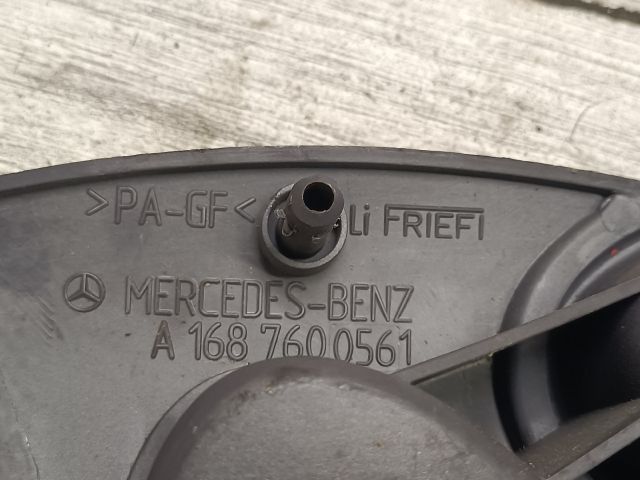 >PA-GF< Li FRIEFI
MERCEDES-BENZ
A 168 760 0561